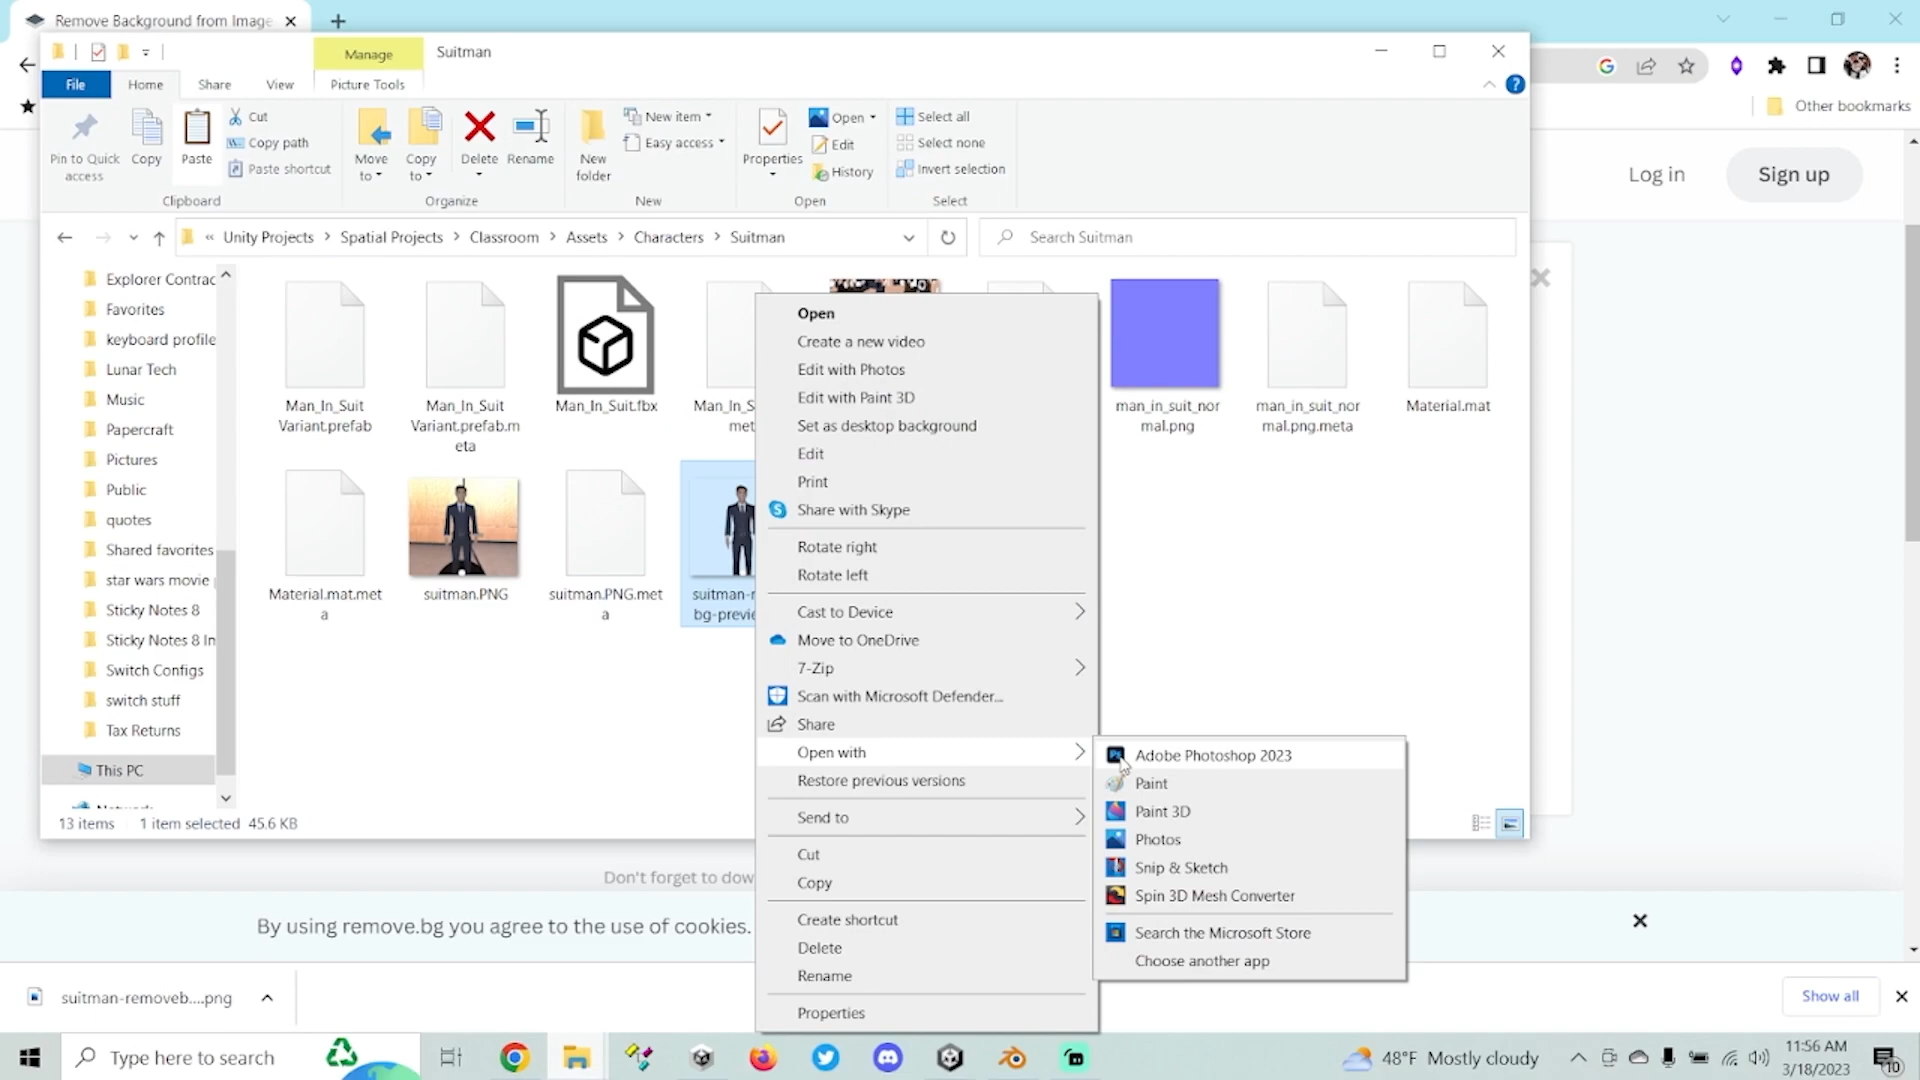 Remove Background from Image
Manage
Suitman
File
Home
Share
View
Picture Tools
Pin to Quick access
Copy
Paste
Cut
Copy path
Paste shortcut
Clipboard
Move to
Copy to
Delete
Rename
Organize
New folder
New item
Easy access
New
Properties
Open
Edit
History
Open
Select all
Select none
Invert selection
Select
Other bookmarks
Log in
Sign up
« Unity Projects > Spatial Projects > Classroom > Assets > Characters > Suitman
Search Suitman
Explorer Contrac
Favorites
keyboard profile
Lunar Tech
Music
Papercraft
Pictures
Public
quotes
Shared favorites
star wars movie
Sticky Notes 8
Sticky Notes 8 In
Switch Configs
switch stuff
Tax Returns
This PC
Man_In_Suit
Variant.prefab
Man_In_Suit
Variant.prefab.m
eta
Man_In_Suit.fbx
Man_In_S
met
man_in_suit_nor
mal.png
man_in_suit_nor
mal.png.meta
Material.mat
Material.mat.met
a
suitman.PNG
suitman.PNG.met
a
suitman-r
bg-previe
Open
Create a new video
Edit with Photos
Edit with Paint 3D
Set as desktop background
Edit
Print
Share with Skype
Rotate right
Rotate left
Cast to Device
Move to OneDrive
7-Zip
Scan with Microsoft Defender...
Share
Open with
Restore previous versions
Send to
Cut
Copy
Create shortcut
Delete
Rename
Properties
Adobe Photoshop 2023
Paint
Paint 3D
Photos
Snip & Sketch
Spin 3D Mesh Converter
Search the Microsoft Store
Choose another app
13 items
1 item selected 45.6 KB
Don't forget to dow
By using remove.bg you agree to the use of cookies.
suitman-removeb....png
Show all
Type here to search
48°F Mostly cloudy
11:56 AM
3/18/2023
10